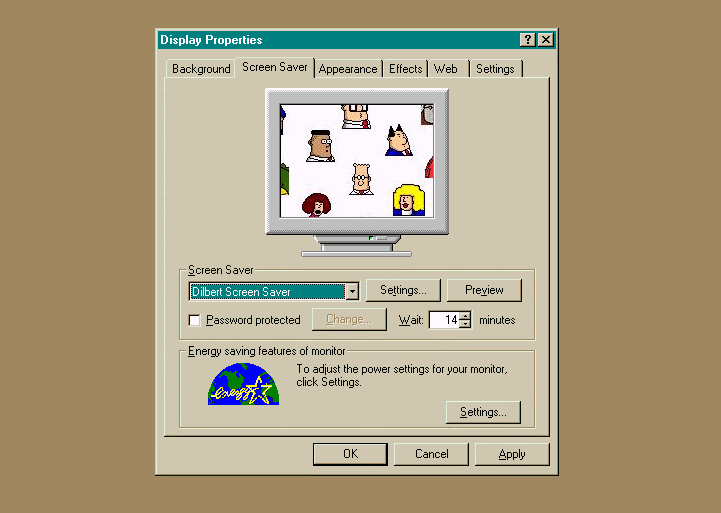 Display Properties
Background Screen Saver Appearance Effects Web Settings
Screen Saver
Dilbert Screen Saver Settings... Preview
Password protected Change... Wait: 14 minutes
Energy saving features of monitor
energy
To adjust the power settings for your monitor,
click Settings.
Settings...
OK Cancel Apply